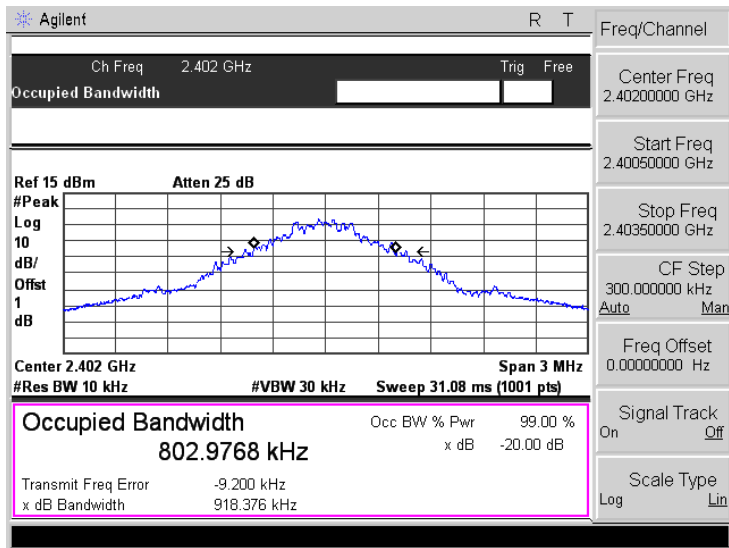 Agilent R T
Ch Freq 2.402 GHz Trig Free
Occupied Bandwidth
Ref 15 dBm Atten 25 dB
#Peak
Log
10
dB/
Offst
1
dB
Center 2.402 GHz Span 3 MHz
#Res BW 10 kHz #VBW 30 kHz Sweep 31.08 ms (1001 pts)
Occupied Bandwidth
802.9768 kHz
Occ BW % Pwr 99.00 %
x dB -20.00 dB
Transmit Freq Error -9.200 kHz
x dB Bandwidth 918.376 kHz
Freq/Channel
Center Freq
2.40200000 GHz
Start Freq
2.40050000 GHz
Stop Freq
2.40350000 GHz
CF Step
300.000000 kHz
Auto Man
Freq Offset
0.00000000 Hz
Signal Track
On Off
Scale Type
Log Lin